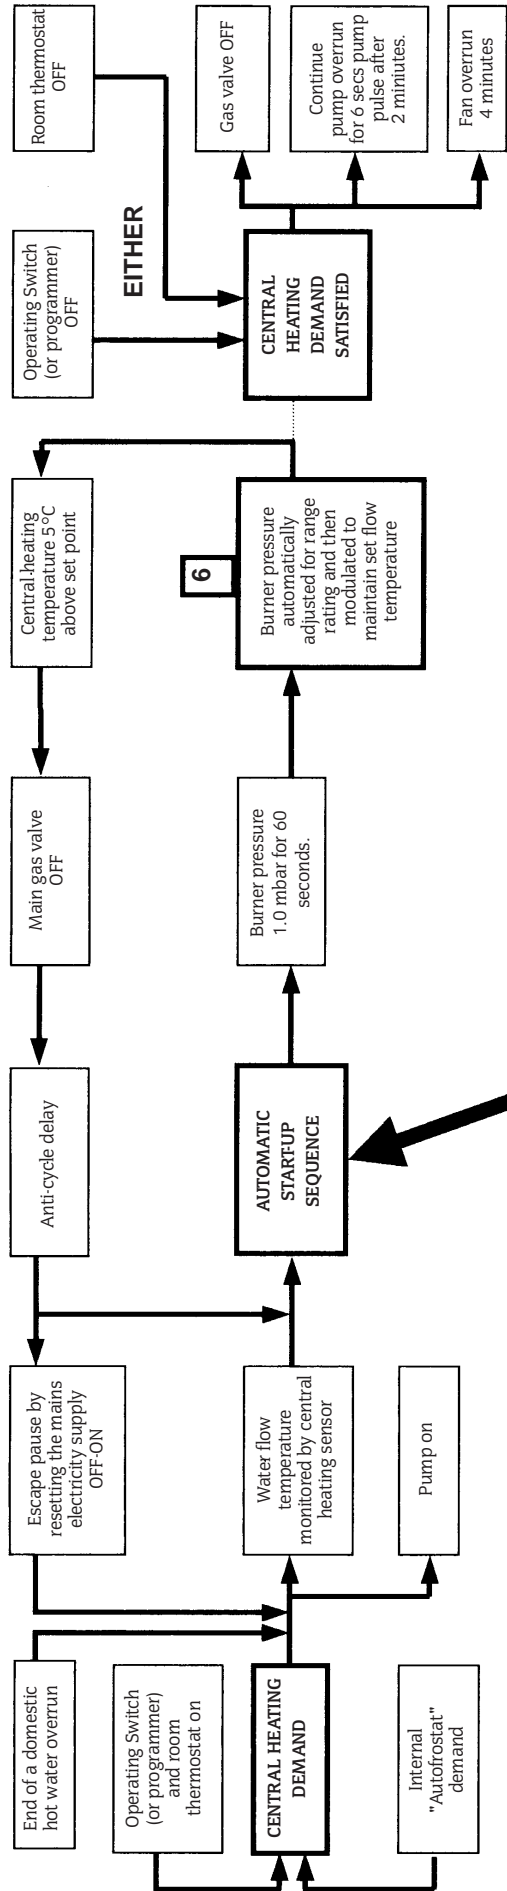 End of a domestic
hot water overrun
Operating Switch
(or programmer)
and room
thermostat on
CENTRAL HEATING
DEMAND
Internal
"Autofrostat"
demand
Escape pause by
resetting the mains
electricity supply
OFF-ON
Water flow
temperature
monitored by central
heating sensor
Pump on
Anti-cycle delay
AUTOMATIC
START-UP
SEQUENCE
Main gas valve
OFF
Burner pressure
1.0 mbar for 60
seconds.
Central-heating
temperature 5°C
above set point
6
Burner pressure
automatically
adjusted for range
rating and then
modulated to
maintain set flow
temperature
Operating Switch
(or programmer)
OFF
Room thermostat
OFF
EITHER
CENTRAL
HEATING
DEMAND
SATISFIED
Gas valve OFF
Continue
pump overrun
for 6 secs pump
pulse after
2 miniutes.
Fan overrun
4 minutes